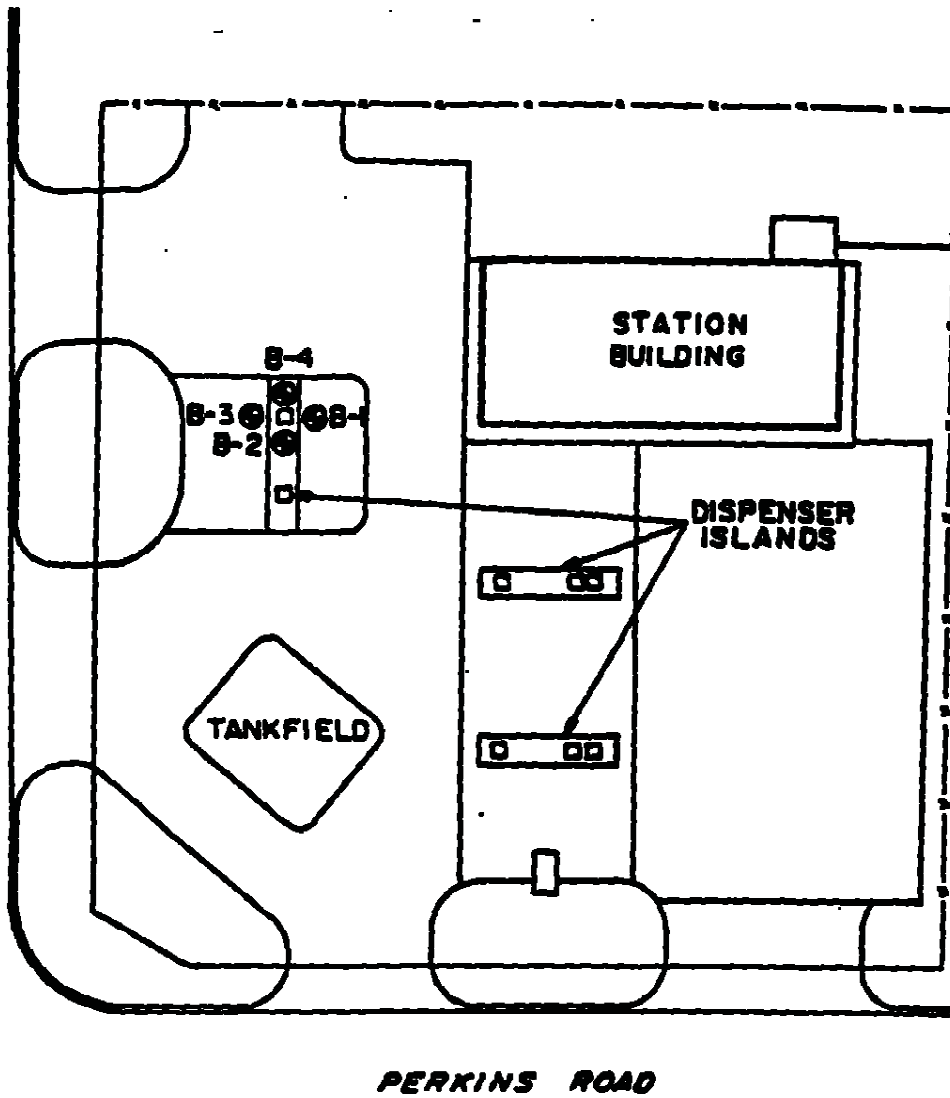 STATION
BUILDING
B-4
B-3
B-1
B-2
DISPENSER
ISLANDS
TANKFIELD
PERKINS ROAD